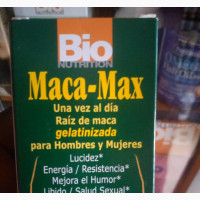 Bio
NUTRITION
Maca-Max
Una vez al día
Raíz de maca
gelatinizada
para Hombres y Mujeres
Lucidez*
Energía / Resistencia*
Mejora el Humor*
Libido / Salud Sexual*